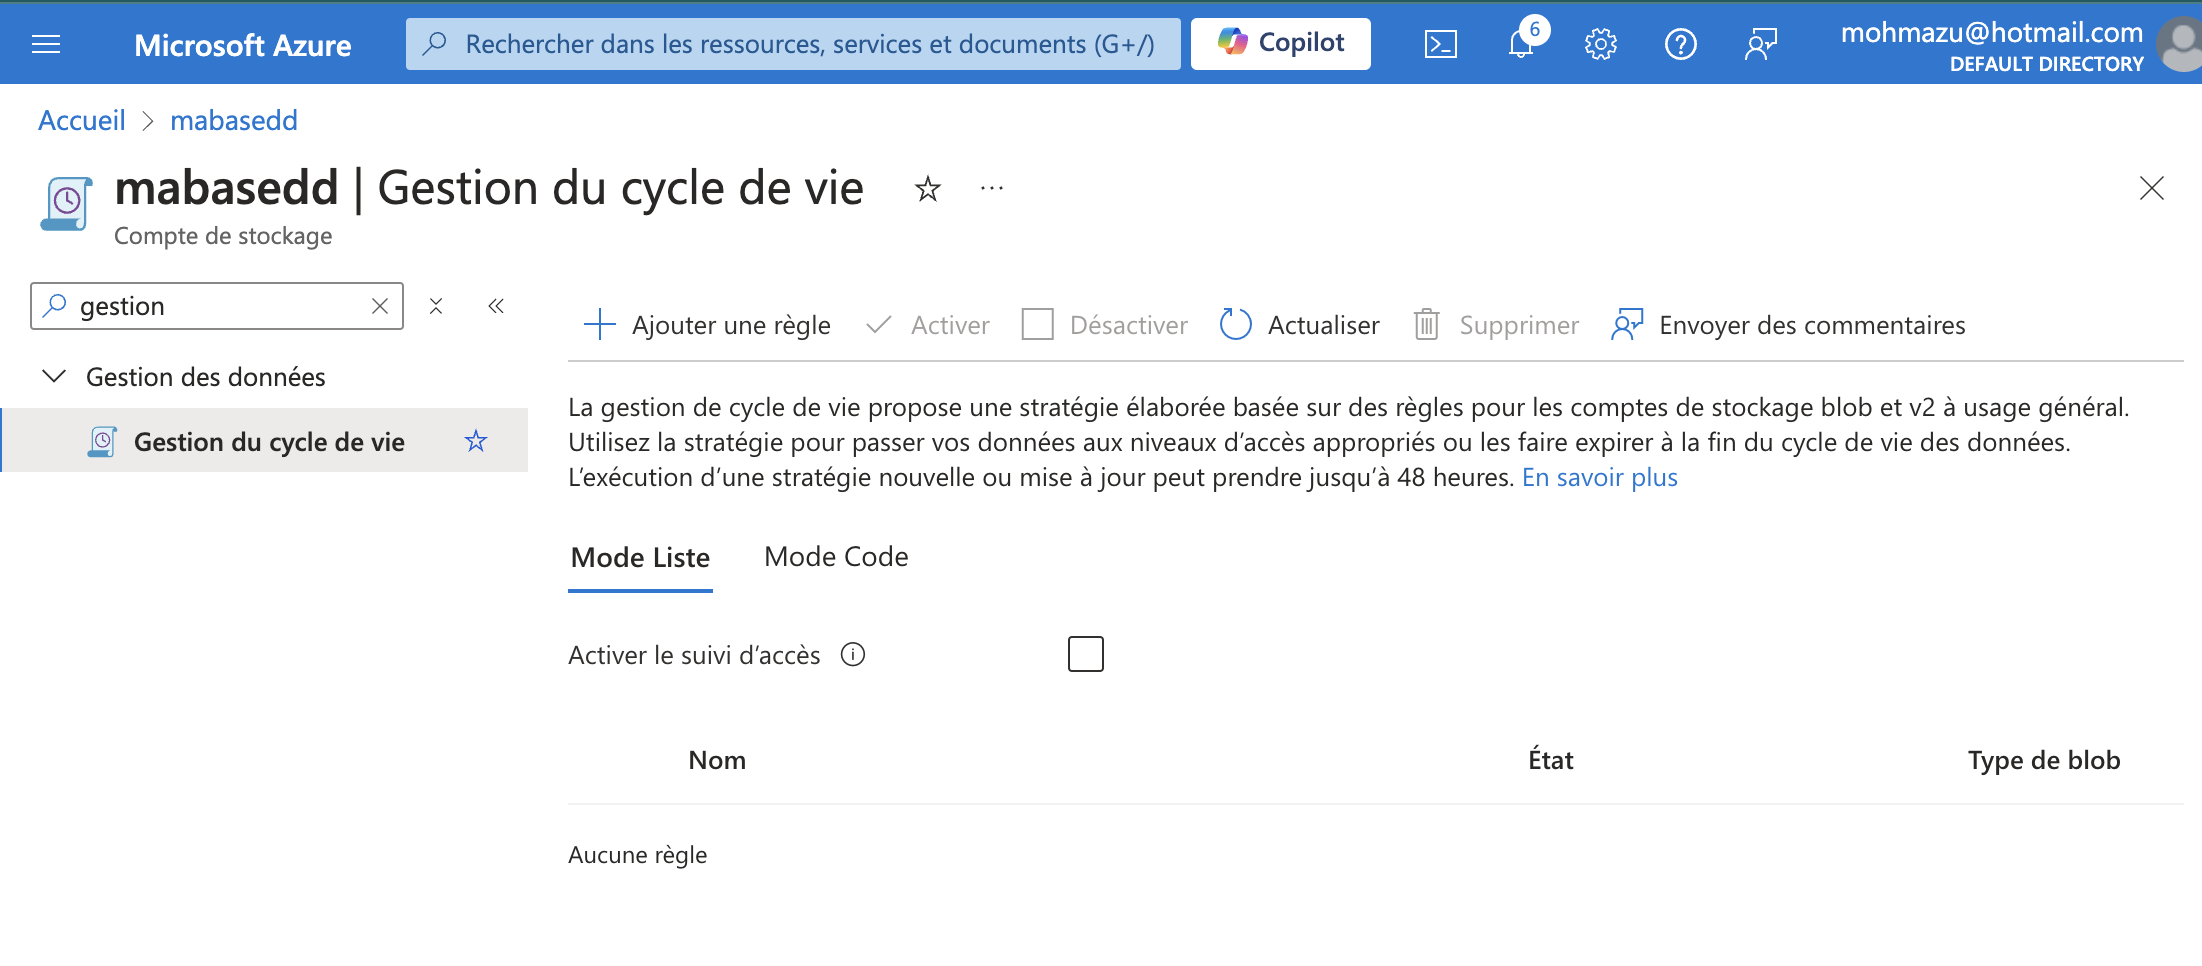 Microsoft Azure
Rechercher dans les ressources, services et documents (G+/)
Copilot
6
mohmazu@hotmail.com
DEFAULT DIRECTORY
Accueil > mabasedd
mabasedd | Gestion du cycle de vie
Compte de stockage
gestion
Gestion des données
Gestion du cycle de vie
Ajouter une règle
Activer
Désactiver
Actualiser
Supprimer
Envoyer des commentaires
La gestion de cycle de vie propose une stratégie élaborée basée sur des règles pour les comptes de stockage blob et v2 à usage général.
Utilisez la stratégie pour passer vos données aux niveaux d’accès appropriés ou les faire expirer à la fin du cycle de vie des données.
L’exécution d’une stratégie nouvelle ou mise à jour peut prendre jusqu’à 48 heures. En savoir plus
Mode Liste
Mode Code
Activer le suivi d’accès
Nom
État
Type de blob
Aucune règle